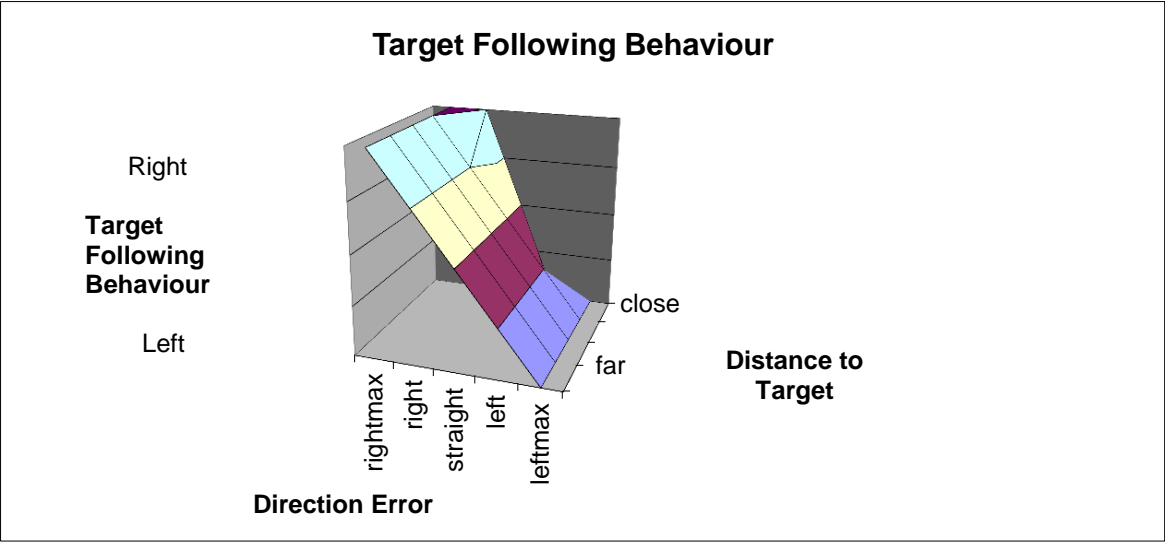 Target Following Behaviour
Right
Target
Following
Behaviour
Left
close
far
Distance to
Target
rightmax
right
straight
left
leftmax
Direction Error